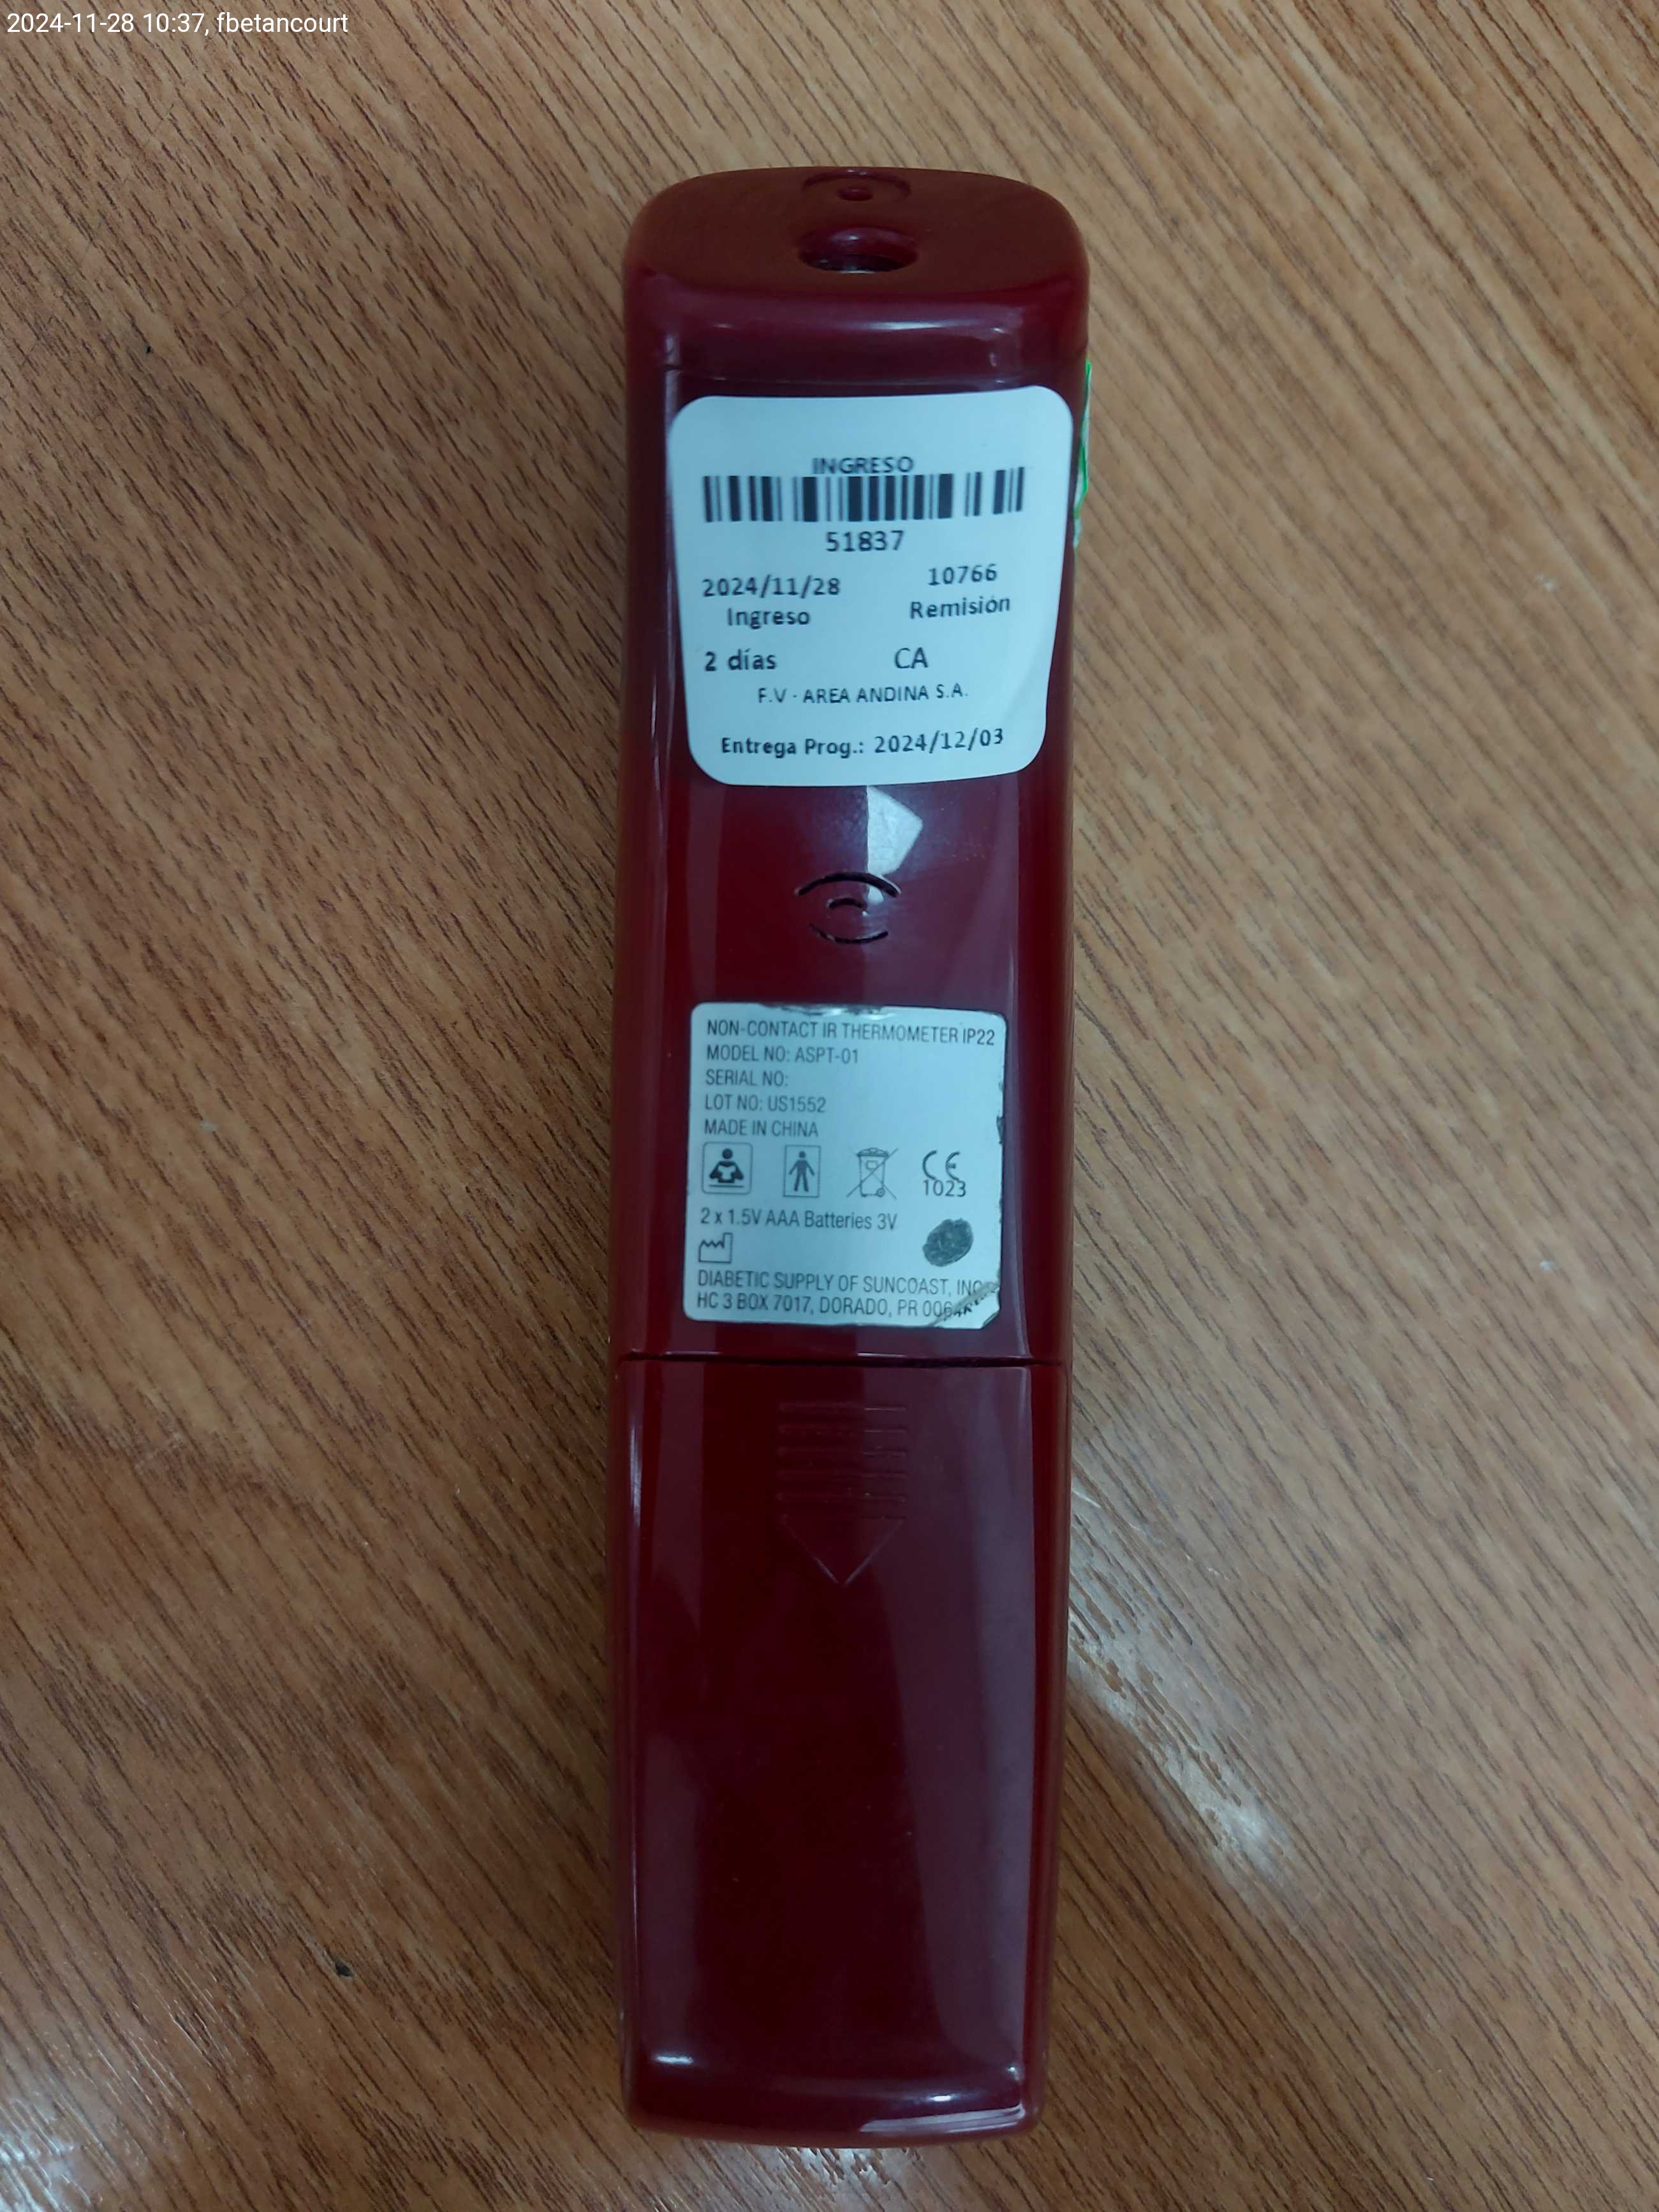 2024-11-28 10:37, fbetancourt
INGRESO
51837
2024/11/28 10766
Ingreso Remisión
2 días CA
F.V - AREA ANDINA S.A.
Entrega Prog.: 2024/12/03
NON-CONTACT IR THERMOMETER IP22
MODEL NO: ASPT-01
SERIAL NO:
LOT NO: US1552
MADE IN CHINA
CE
1023
2 x 1.5V AAA Batteries 3V
DIABETIC SUPPLY OF SUNCOAST, INC
HC 3 BOX 7017, DORADO, PR